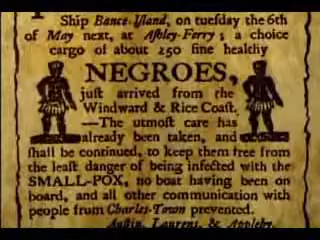 Ship Bance-Iſland, on tueſday the 6th
of May next, at Aſhley-Ferry; a choice
cargo of about 250 fine healthy
NEGROES,
juſt arrived from the
Windward & Rice Coaſt.
—The utmoſt care has
already been taken, and
ſhall be continued, to keep them free from
the leaſt danger of being infected with the
SMALL-POX, no boat having been on
board, and all other communication with
people from Charles-Town prevented.
Auſtin, Laurens, & Appleby.